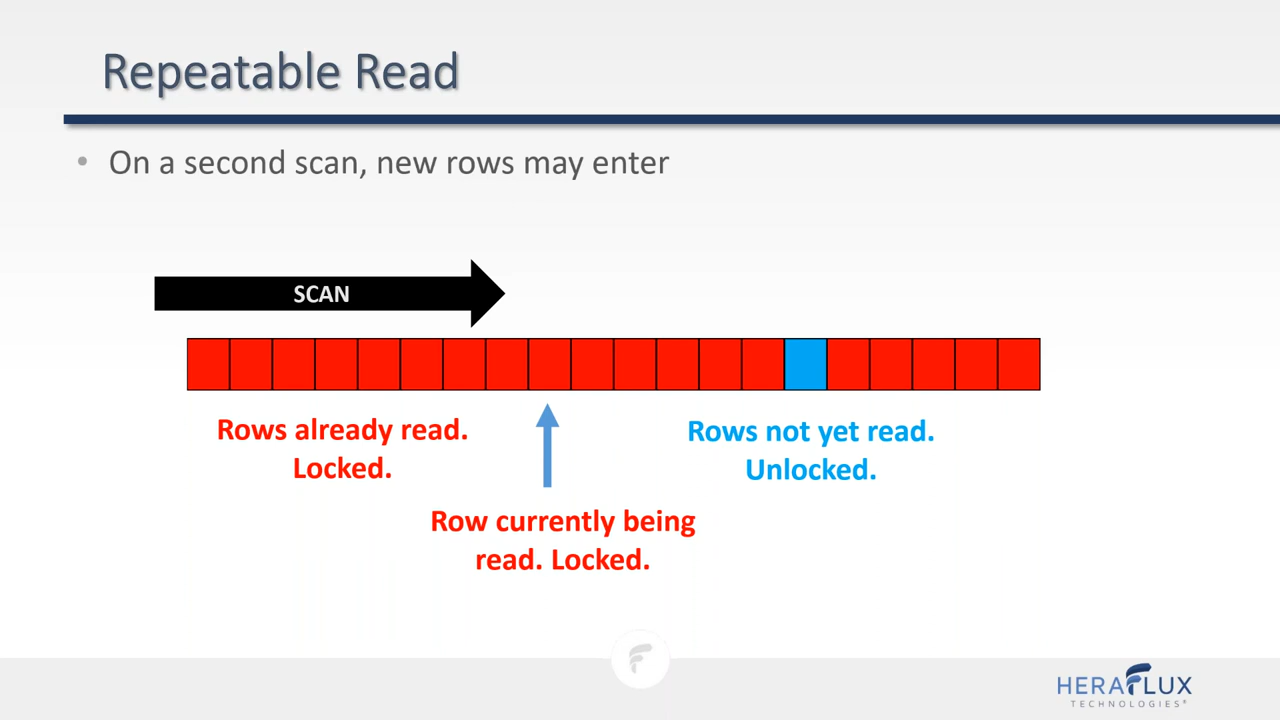 Repeatable Read
• On a second scan, new rows may enter
SCAN
Rows already read.
Locked.
Rows not yet read.
Unlocked.
Row currently being
read. Locked.
HERAFLUX
TECHNOLOGIES®